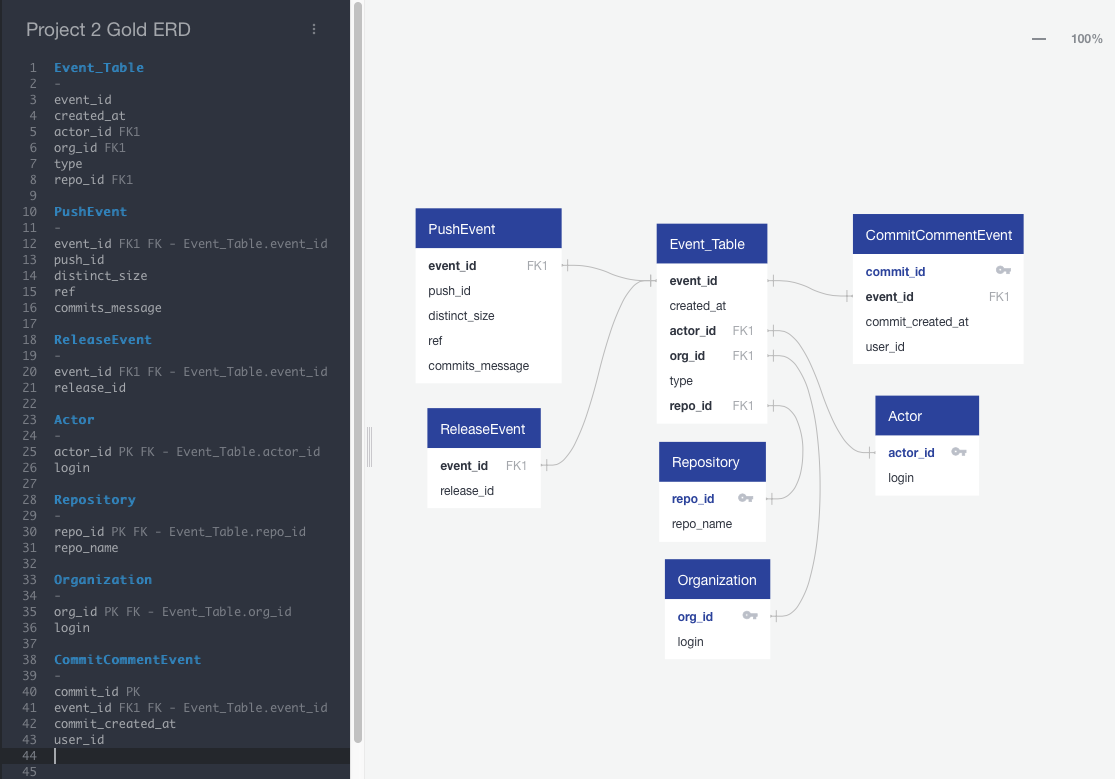 Project 2 Gold ERD
1 Event_Table
2 -
3 event_id
4 created_at
5 actor_id FK1
6 org_id FK1
7 type
8 repo_id FK1
9
10 PushEvent
11 -
12 event_id FK1 FK - Event_Table.event_id
13 push_id
14 distinct_size
15 ref
16 commits_message
17
18 ReleaseEvent
19 -
20 event_id FK1 FK - Event_Table.event_id
21 release_id
22
23 Actor
24 -
25 actor_id PK FK - Event_Table.actor_id
26 login
27
28 Repository
29 -
30 repo_id PK FK - Event_Table.repo_id
31 repo_name
32
33 Organization
34 -
35 org_id PK FK - Event_Table.org_id
36 login
37
38 CommitCommentEvent
39 -
40 commit_id PK
41 event_id FK1 FK - Event_Table.event_id
42 commit_created_at
43 user_id
44
45
100%
PushEvent
event_id FK1
push_id
distinct_size
ref
commits_message
ReleaseEvent
event_id FK1
release_id
Event_Table
event_id
created_at
actor_id FK1
org_id FK1
type
repo_id FK1
Repository
repo_id
repo_name
Organization
org_id
login
CommitCommentEvent
commit_id
event_id FK1
commit_created_at
user_id
Actor
actor_id
login